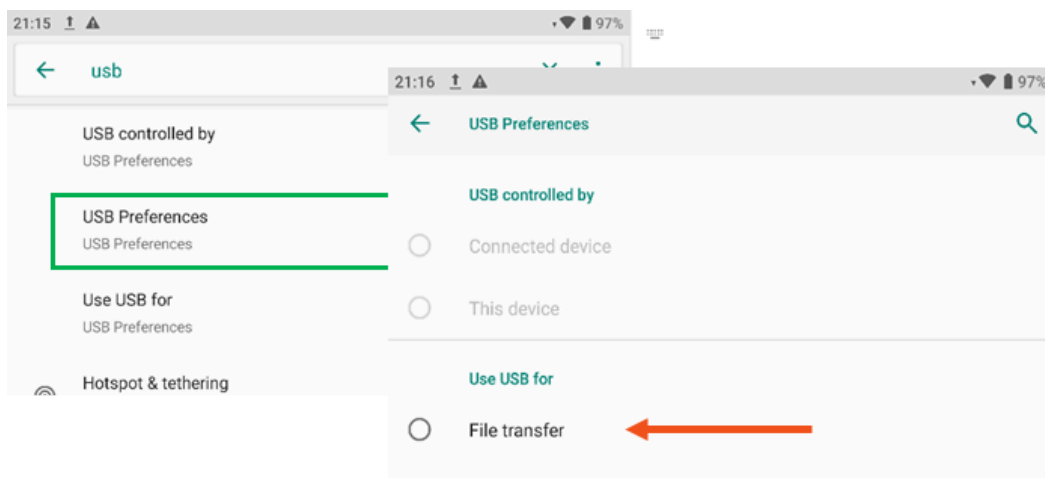 21:15 97%
usb
USB controlled by
USB Preferences
USB Preferences
USB Preferences
Use USB for
USB Preferences
Hotspot & tethering
21:16 97%
USB Preferences
USB controlled by
Connected device
This device
Use USB for
File transfer